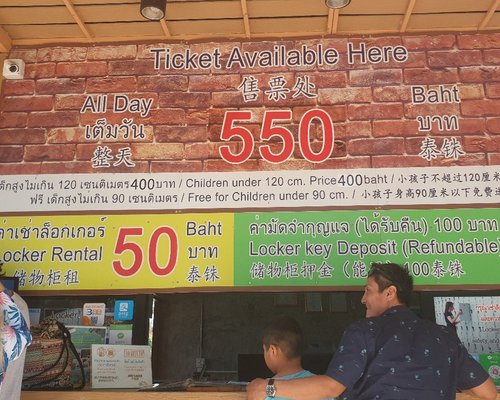 Ticket Available Here
售票处
All Day
เต็มวัน
整天
550
Baht
บาท
泰铢
เด็กสูงไม่เกิน 120 เซนติเมตร400บาท / Children under 120 cm. Price400baht / 小孩子不超过120厘米
ฟรี เด็กสูงไม่เกิน 90 เซนติเมตร / Free for Children under 90 cm. / 小孩子身高90厘米以下免费
ค่าเช่าล็อกเกอร์
Locker Rental
储物柜租
50
Baht
บาท
泰铢
ค่ามัดจำกุญแจ (ได้รับคืน) 100 บาท
Locker key Deposit (Refundable)
储物柜押金 100泰铢